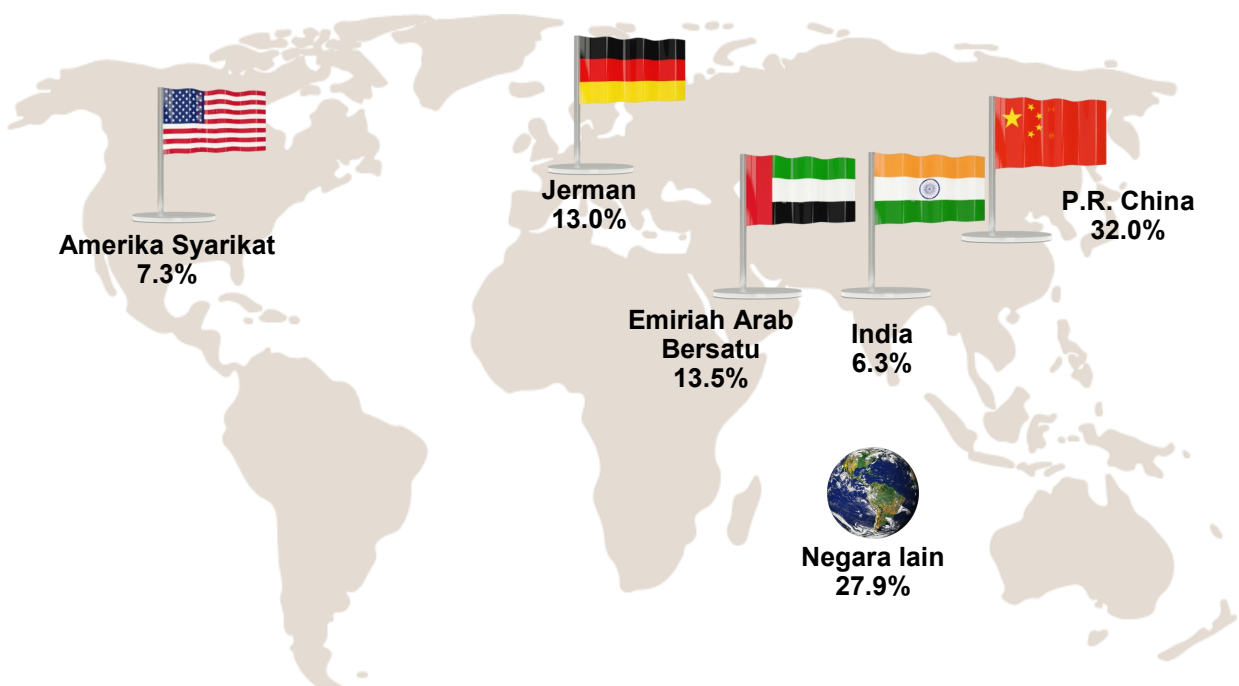 Jerman
13.0%
P.R. China
32.0%
Amerika Syarikat
7.3%
Emiriah Arab
Bersatu
13.5%
India
6.3%
Negara lain
27.9%